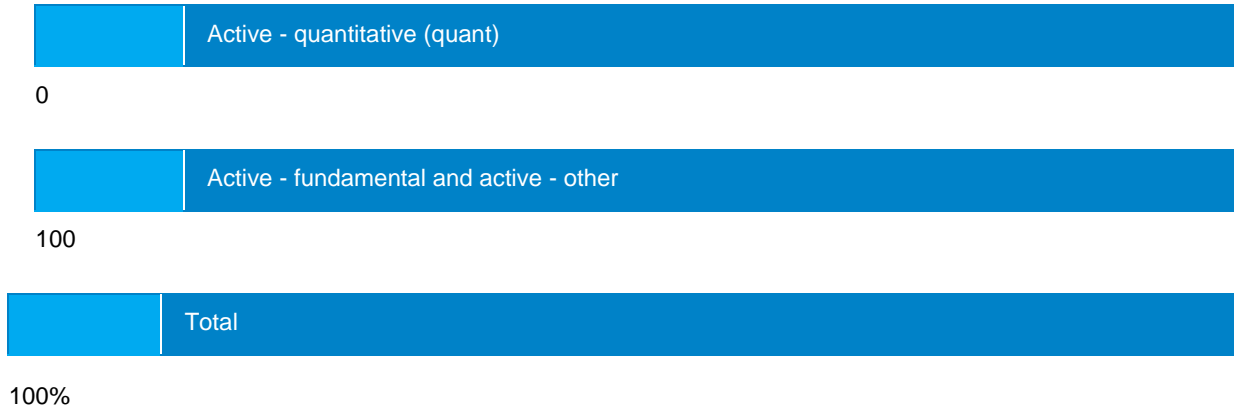 Active - quantitative (quant)
0
Active - fundamental and active - other
100
Total
100%